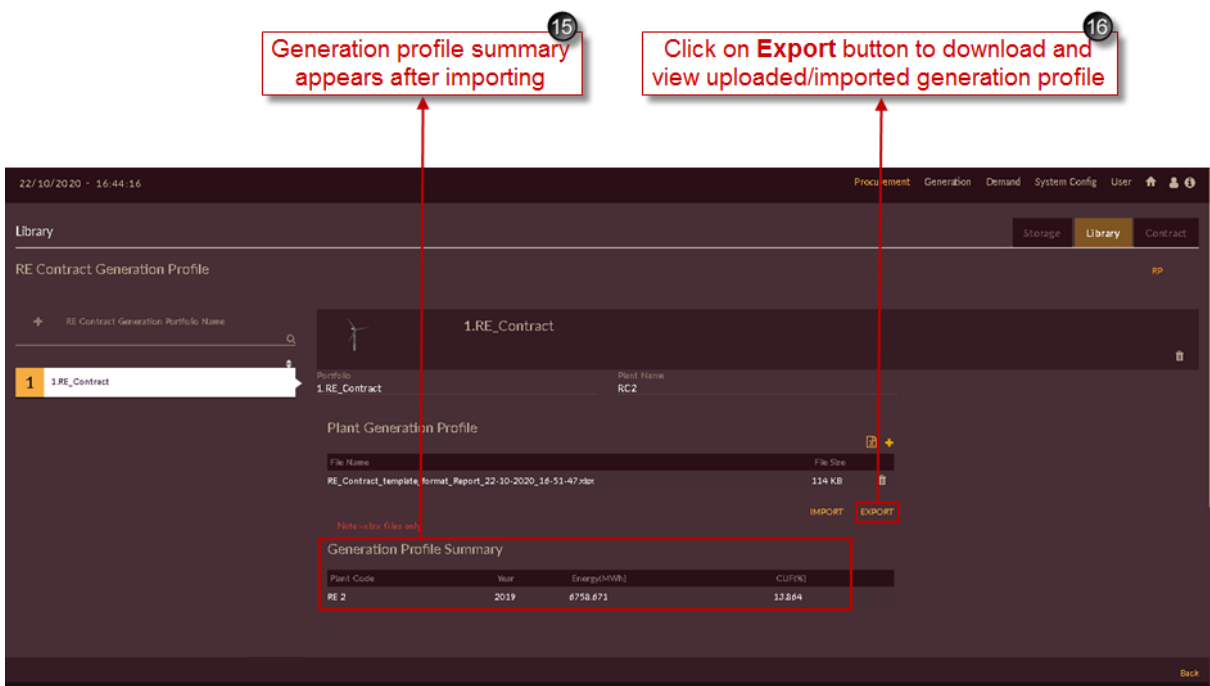 15
Generation profile summary
appears after importing
16
Click on Export button to download and
view uploaded/imported generation profile
22/10/2020 - 16:44:16
Procurement Generation Demand System Config User
Library
Storage Library Contract
RE Contract Generation Profile
RP
RE Contract Generation Portfolio Name
1.RE_Contract
1 1.RE_Contract
Portfolio Plant Name
1.RE_Contract RC2
Plant Generation Profile
File Name File Size
RE_Contract_template_format_Report_22-10-2020_16-51-47.xlsx 114 KB
IMPORT EXPORT
Note:-xlsx files only
Generation Profile Summary
Plant Code Year Energy(MWh) CUF(%)
RE 2 2019 6758.671 13.864
Back